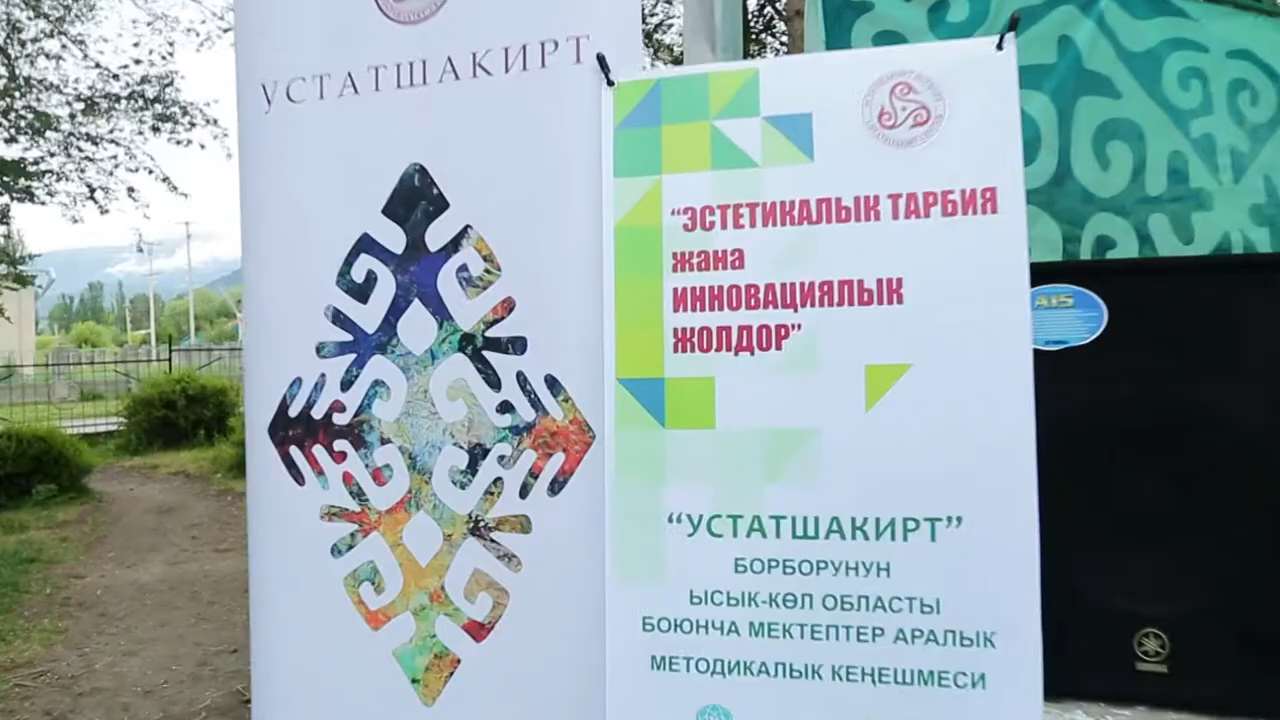 УСТАТШАКИРТ
“ЭСТЕТИКАЛЫК ТАРБИЯ
жана
ИННОВАЦИЯЛЫК
ЖОЛДОР”
“УСТАТШАКИРТ”
БОРБОРУНУН
ЫСЫК-КӨЛ ОБЛАСТЫ
БОЮНЧА МЕКТЕПТЕР АРАЛЫК
МЕТОДИКАЛЫК КЕҢЕШМЕСИ